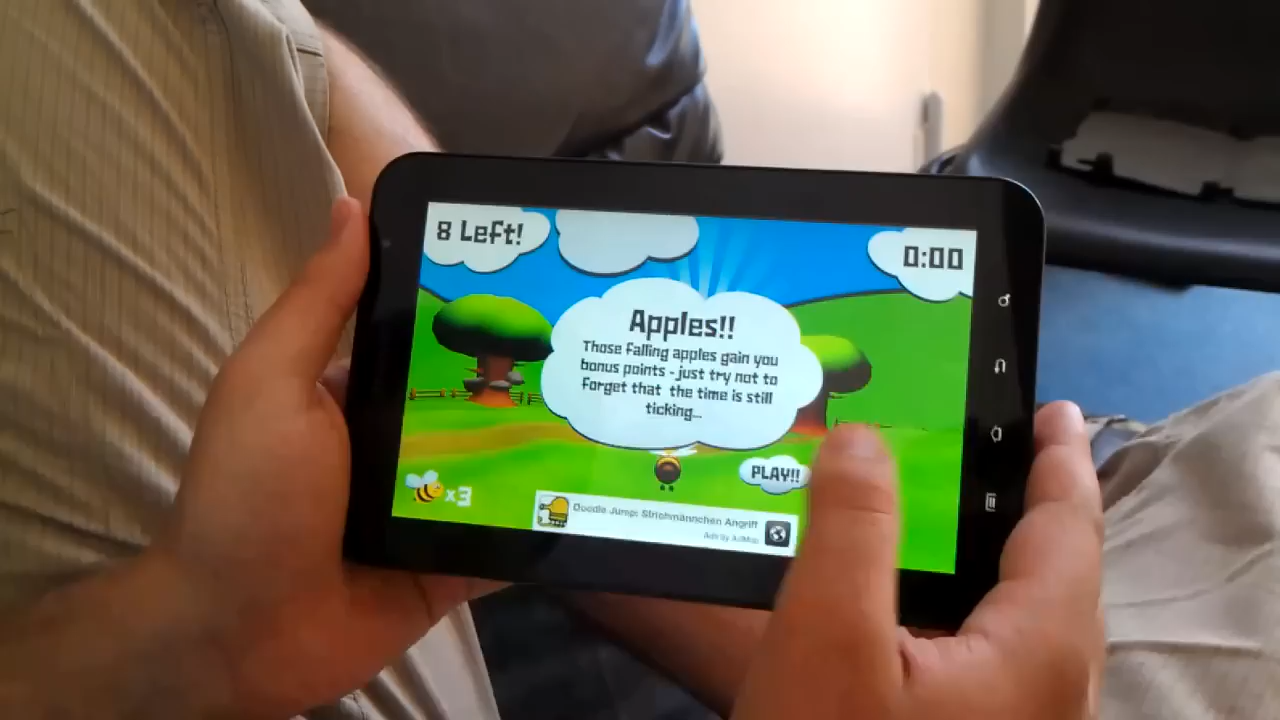 8 Left!
0:00
Apples!!
Those falling apples gain you
bonus points - just try not to
forget that the time is still
ticking...
PLAY!!
x3
Doodle Jump: Strichmännchen Angriff
Ads by AdMob